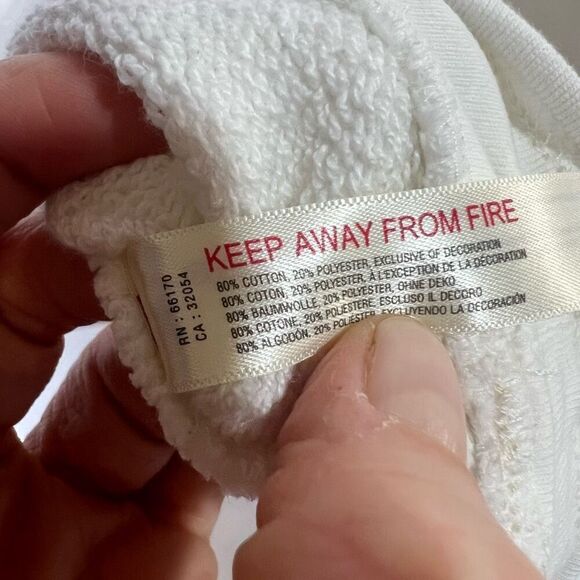 KEEP AWAY FROM FIRE
80% COTTON, 20% POLYESTER, EXCLUSIVE OF DECORATION
80% COTON, 20% POLYESTER, À L'EXCEPTION DE LA DÉCORATION
80% BAUMWOLLE, 20% POLYESTER, OHNE DEKO
80% COTONE, 20% POLIESTERE, ESCLUSO IL DECORO
80% ALGODÓN, 20% POLIÉSTER, EXCLUYENDO LA DECORACIÓN
RN : 66170
CA : 32054